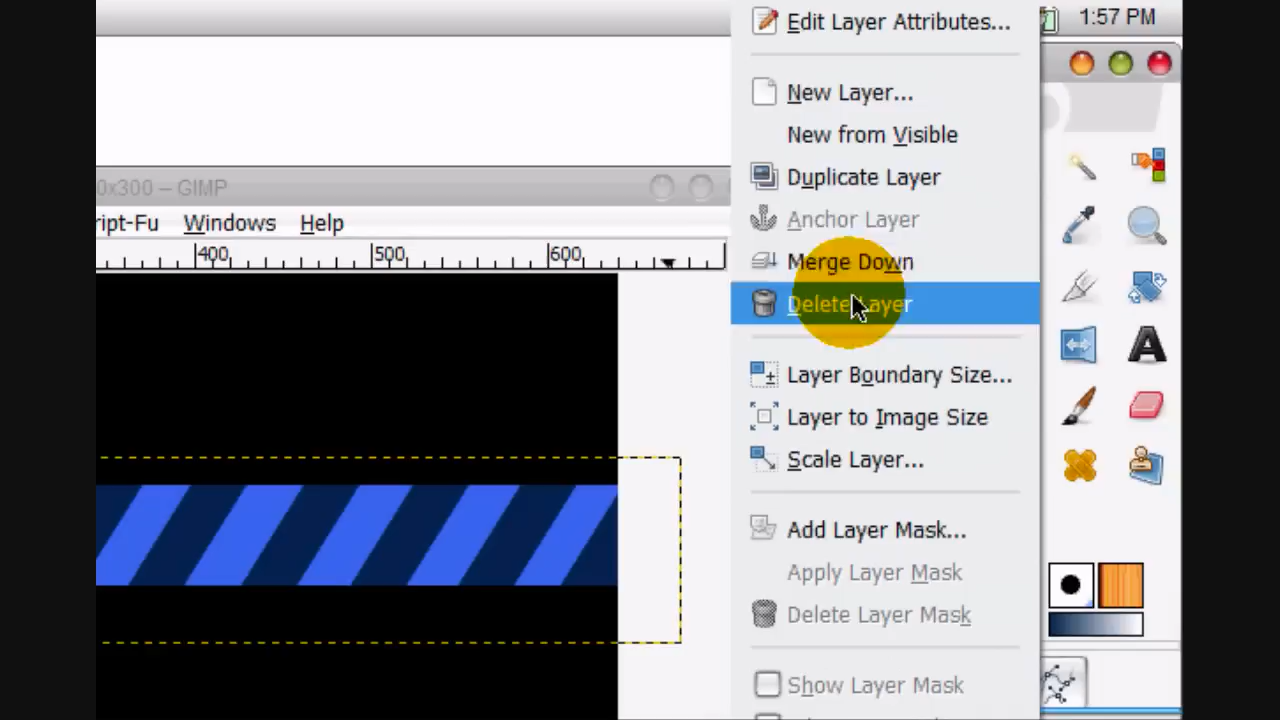 Edit Layer Attributes...
1:57 PM
New Layer...
New from Visible
Duplicate Layer
0x300 – GIMP
Anchor Layer
ript-Fu Windows Help
400 500 600
Merge Down
Delete Layer
Layer Boundary Size...
Layer to Image Size
Scale Layer...
Add Layer Mask...
Apply Layer Mask
Delete Layer Mask
Show Layer Mask